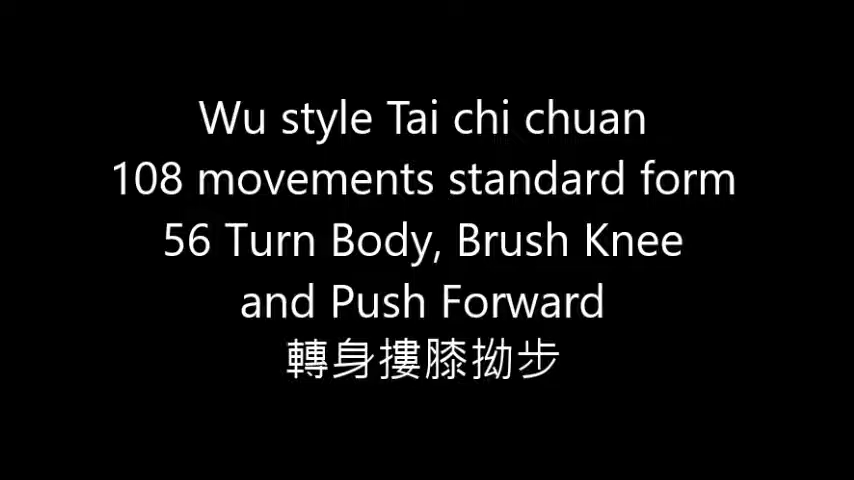 Wu style Tai chi chuan
108 movements standard form
56 Turn Body, Brush Knee
and Push Forward
轉身摟膝拗步